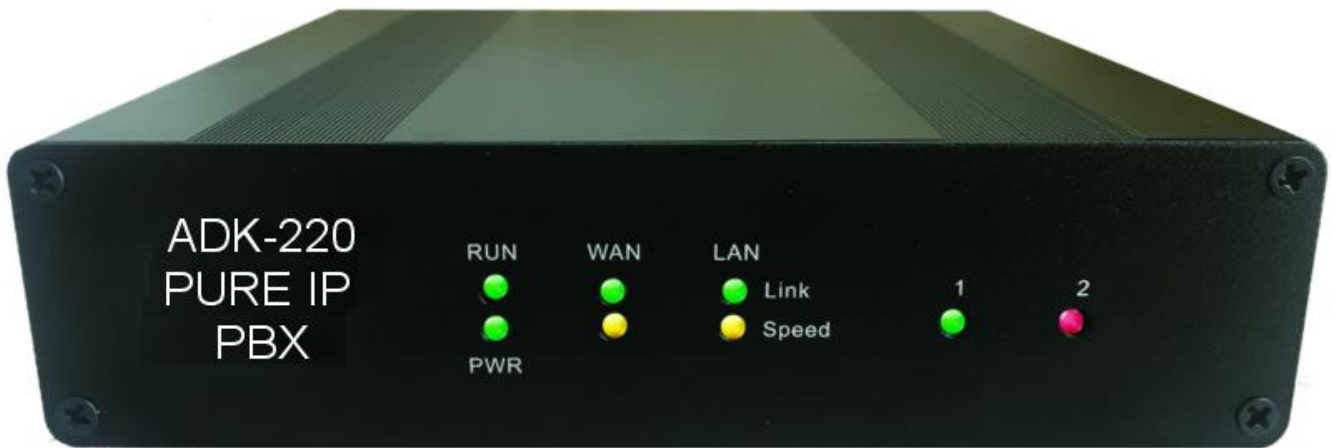 ADK-220
PURE IP
PBX
RUN WAN LAN
Link
Speed
PWR
1 2